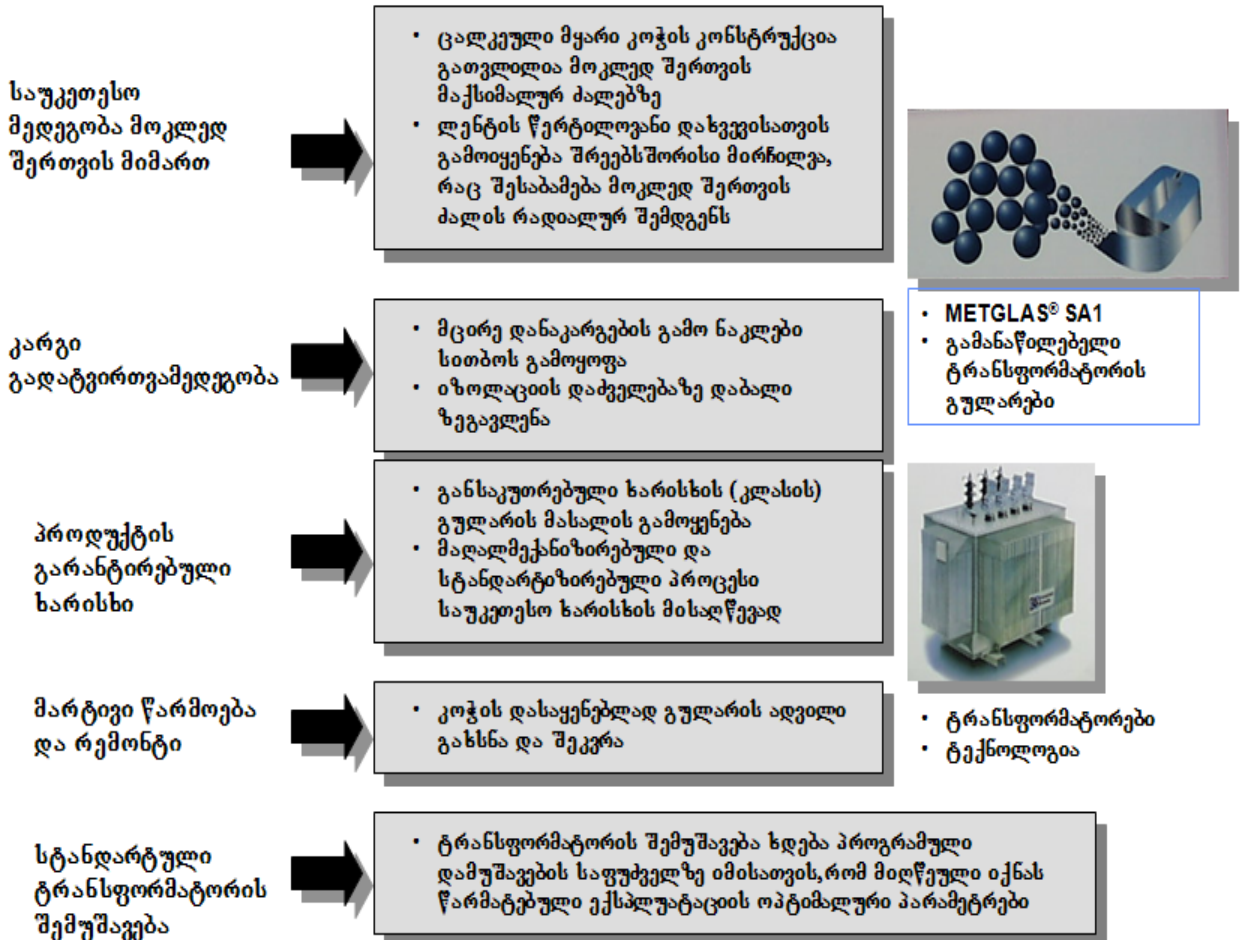 საუკეთესო
მედეგობა მოკლედ
შერთვის მიმართ
• ცალკეული მყარი კოჭის კონსტრუქცია
გათვლილია მოკლედ შერთვის
მაქსიმალურ ძალებზე
• ლენტის წერტილოვანი დახვევისათვის
გამოიყენება შრეებსშორისი მირჩილვა,
რაც შესაბამება მოკლედ შერთვის
ძალის რადიალურ შემდგენს
კარგი
გადატვირთვამედეგობა
• მცირე დანაკარგების გამო ნაკლები
სითბოს გამოყოფა
• იზოლაციის დაძველებაზე დაბალი
ზეგავლენა
• METGLAS® SA1
• გამანაწილებელი
ტრანსფორმატორის
გულარები
პროდუქტის
გარანტირებული
ხარისხი
• განსაკუთრებული ხარისხის (კლასის)
გულარის მასალის გამოყენება
• მაღალმექანიზირებული და
სტანდარტიზირებული პროცესი
საუკეთესო ხარისხის მისაღწევად
მარტივი წარმოება
და რემონტი
• კოჭის დასაყენებლად გულარის ადვილი
გახსნა და შეკვრა
• ტრანსფორმატორები
• ტექნოლოგია
სტანდარტული
ტრანსფორმატორის
შემუშავება
• ტრანსფორმატორის შემუშავება ხდება პროგრამული
დამუშავების საფუძველზე იმისათვის,რომ მიღწეული იქნას
წარმატებული ექსპლუატაციის ოპტიმალური პარამეტრები